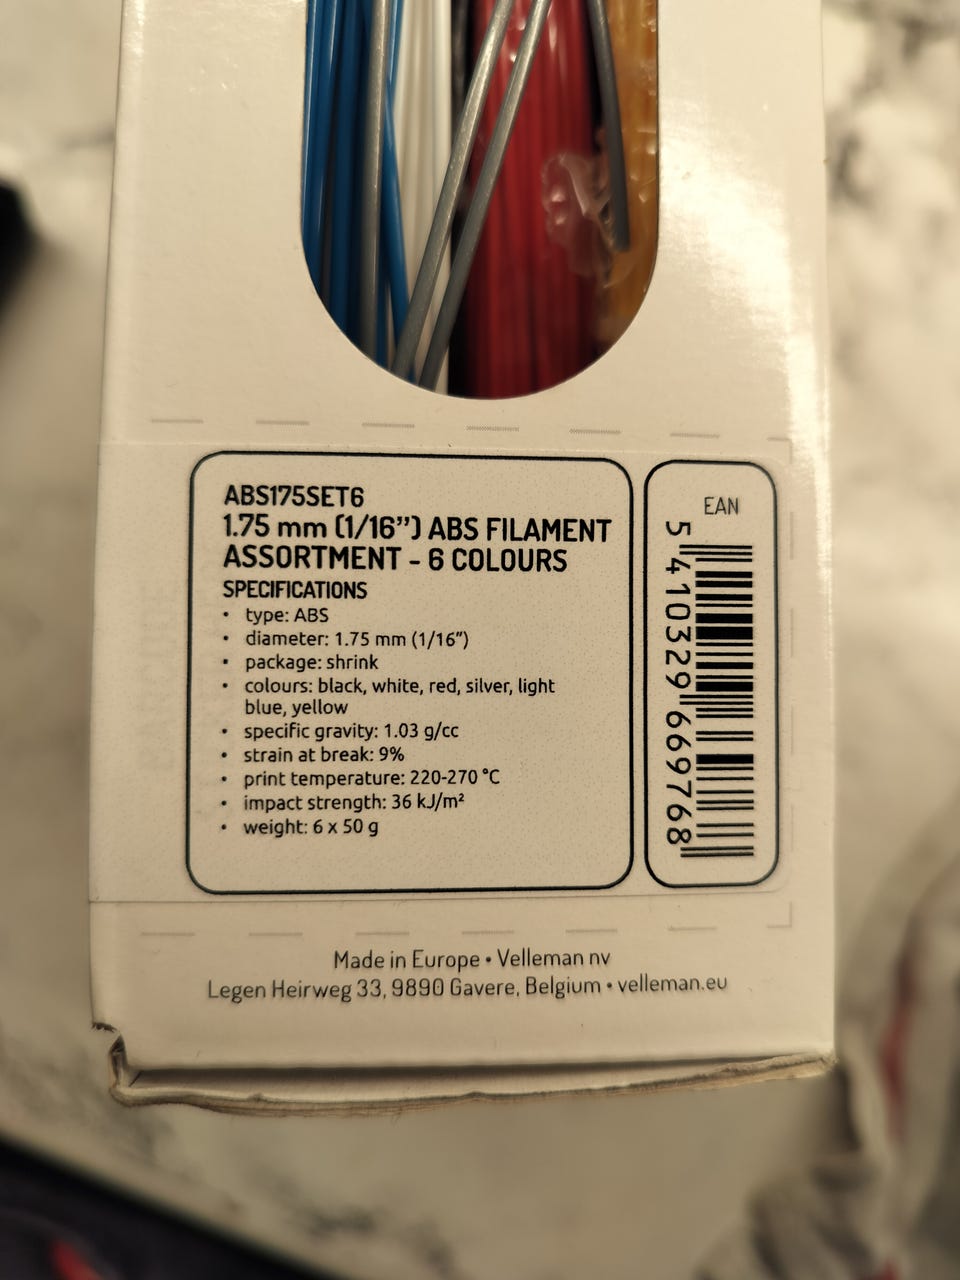 ABS175SET6
1.75 mm (1/16”) ABS FILAMENT
ASSORTMENT - 6 COLOURS
SPECIFICATIONS
• type: ABS
• diameter: 1.75 mm (1/16”)
• package: shrink
• colours: black, white, red, silver, light
blue, yellow
• specific gravity: 1.03 g/cc
• strain at break: 9%
• print temperature: 220-270 °C
• impact strength: 36 kJ/m²
• weight: 6 x 50 g
EAN
5 410329 669768
Made in Europe • Velleman nv
Legen Heirweg 33, 9890 Gavere, Belgium • velleman.eu